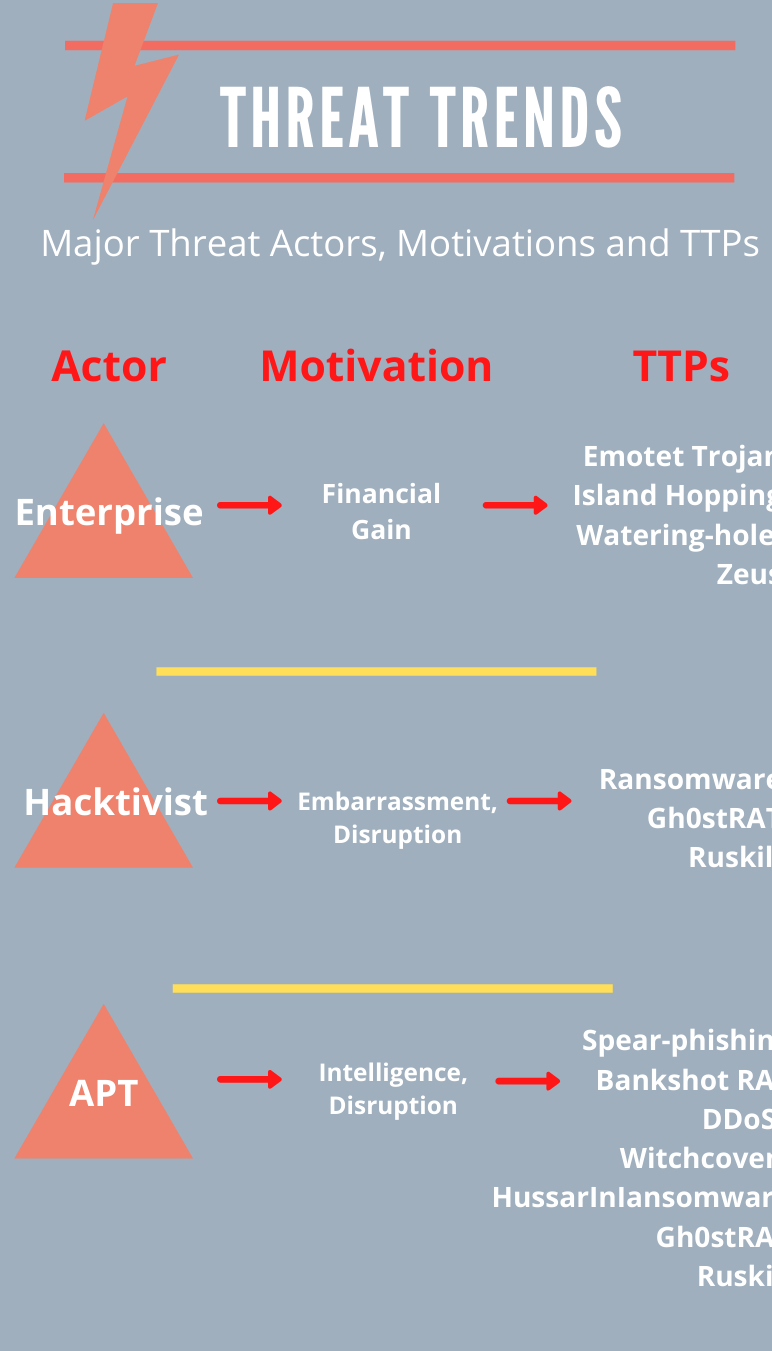 THREAT TRENDS
Major Threat Actors, Motivations and TTPs
Actor Motivation TTPs
Enterprise
Financial
Gain
Emotet Trojan
Island Hopping
Watering-hole
Zeus
Hacktivist
Embarrassment,
Disruption
Ransomware
Gh0stRAT
Ruskil
APT
Intelligence,
Disruption
Spear-phishin
Bankshot RA
DDoS
Witchcover
HussarInIansomwar
Gh0stRA
Ruski